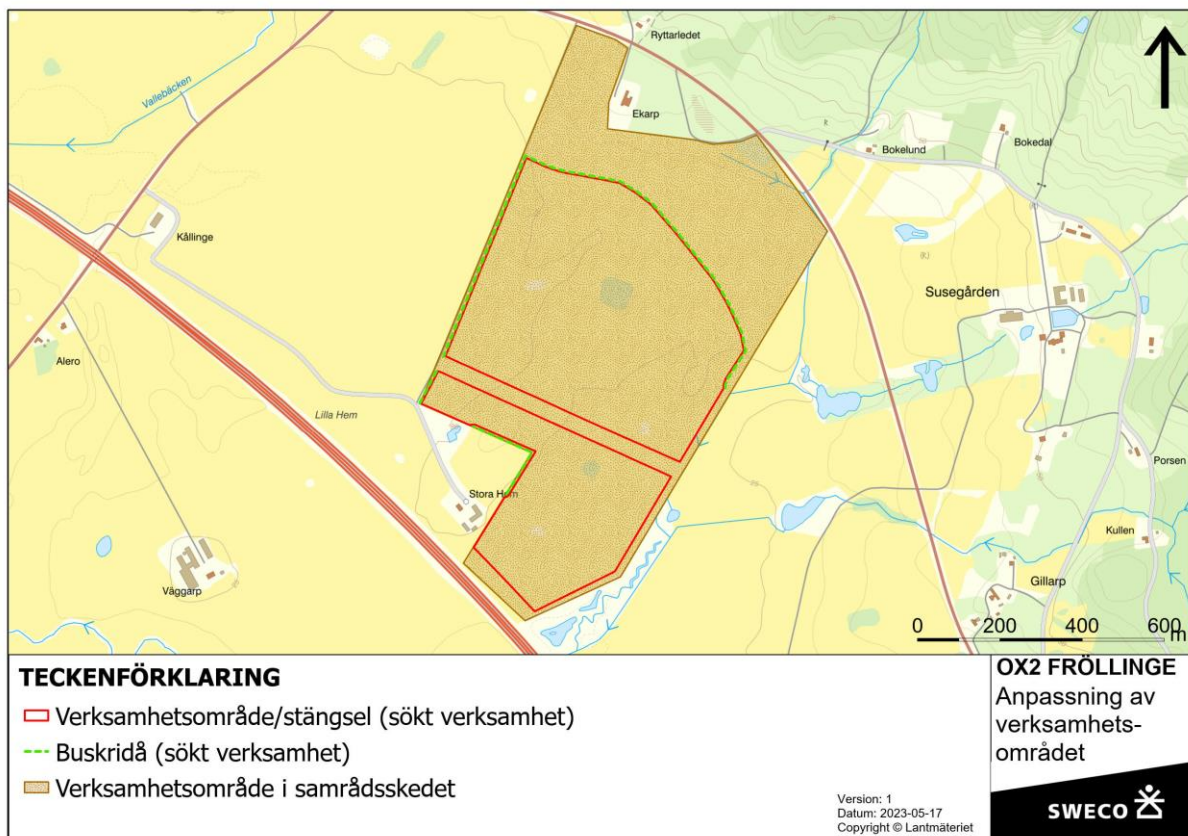 Ryttarledet
Vallebäcken
Ekarp
Bokelund
Bokedal
Kållinge
Susegården
Alero
Lilla Hem
Stora Hem
Porsen
Kullen
Väggarp
Gillarp
0 200 400 600 m
TECKENFÖRKLARING
Verksamhetsområde/stängsel (sökt verksamhet)
Buskridå (sökt verksamhet)
Verksamhetsområde i samrådsskedet
OX2 FRÖLLINGE
Anpassning av
verksamhets-
området
Version: 1
Datum: 2023-05-17
Copyright © Lantmäteriet
SWECO